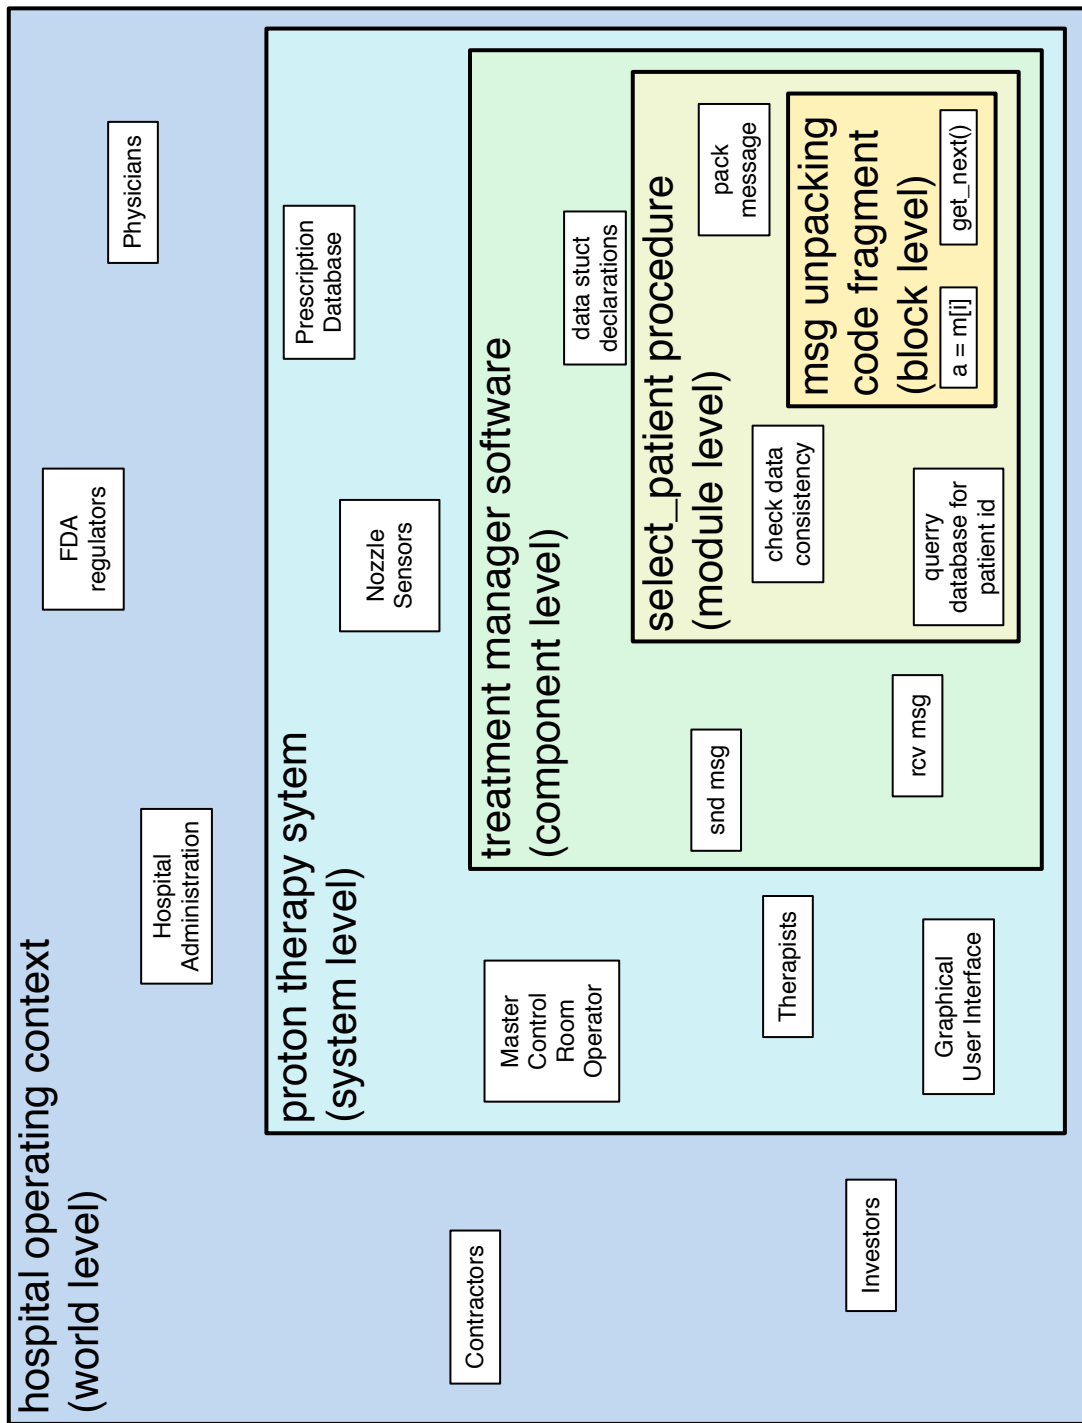 hospital operating context
(world level)
FDA
regulators
Physicians
Hospital
Administration
Contractors
Investors
proton therapy sytem
(system level)
Prescription
Database
Nozzle
Sensors
Master
Control
Room
Operator
Therapists
Graphical
User Interface
treatment manager software
(component level)
data stuct
declarations
snd msg
rcv msg
select_patient procedure
(module level)
pack
message
check data
consistency
querry
database for
patient id
msg unpacking
code fragment
(block level)
a = m[i]
get_next()